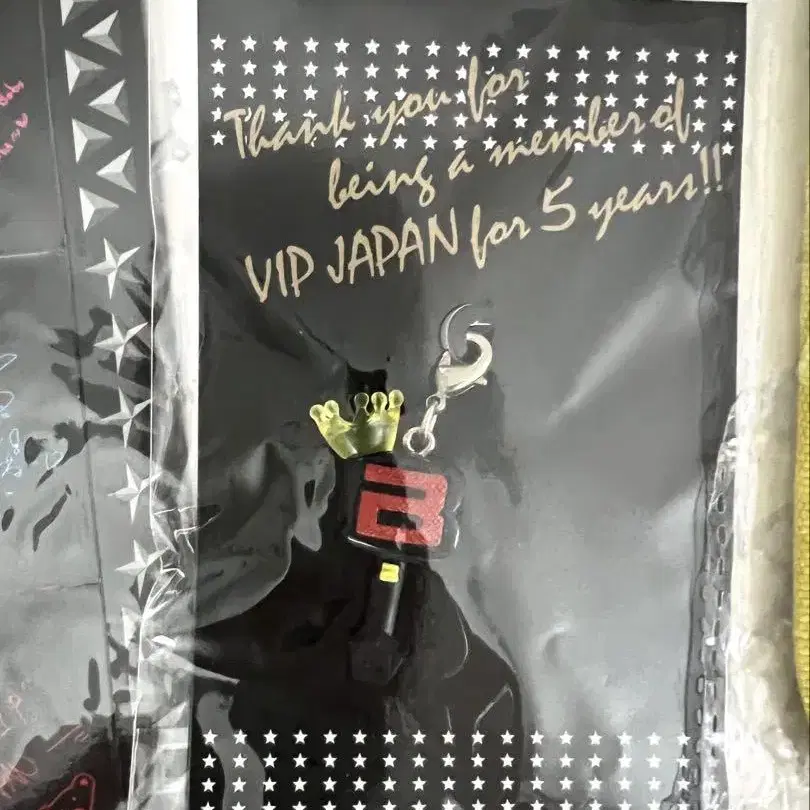 Thank you for
being a member of
VIP JAPAN for 5 years!!
B